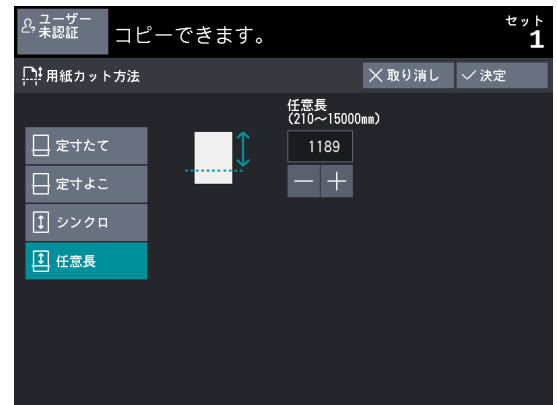 ユーザー
未認証
コピーできます。
セット
1
用紙カット方法
取り消し
決定
任意長
(210～15000mm)
1189
定寸たて
定寸よこ
シンクロ
任意長